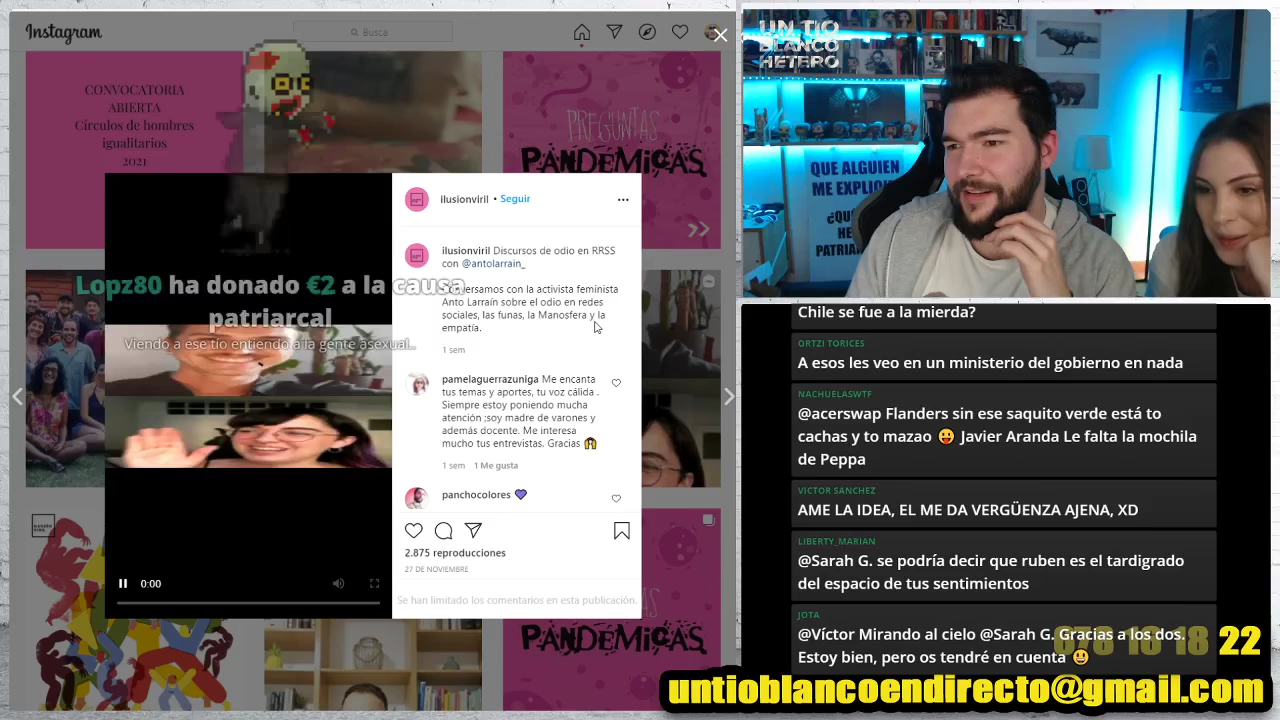 Instagram
Busca
CONVOCATORIA
ABIERTA
Círculos de hombres
igualitarios
2021
PREGUNTAS
PANDÉMICAS
ilusionviril • Seguir
ilusionviril Discursos de odio en RRSS
con @antolarrain_
Conversamos con la activista feminista
Anto Larraín sobre el odio en redes
sociales, las funas, la Manosfera y la
empatía.
1 sem
pamelaguerrazuniga Me encanta
tus temas y aportes, tu voz cálida .
Siempre estoy poniendo mucha
atención ;soy madre de varones y
además docente. Me interesa
mucho tus entrevistas. Gracias 🙌
1 sem 1 Me gusta
panchocolores 💜
2.875 reproducciones
27 DE NOVIEMBRE
Se han limitado los comentarios en esta publicación.
Lopz80 ha donado €2 a la causa
patriarcal
Viendo a ese tío entiendo a la gente asexual...
0:00
PANDÉMICAS
UN TIO
BLANCO
HETERO
QUE ALGUIEN
ME EXPLIQUE
Chile se fue a la mierda?
ORTZI TORICES
A esos les veo en un ministerio del gobierno en nada
NACHUELASWTF
@acerswap Flanders sin ese saquito verde está to
cachas y to mazao 😛 Javier Aranda Le falta la mochila
de Peppa
VICTOR SANCHEZ
AME LA IDEA, EL ME DA VERGÜENZA AJENA, XD
LIBERTY_MARIAN
@Sarah G. se podría decir que ruben es el tardigrado
del espacio de tus sentimientos
JOTA
@Víctor Mirando al cielo @Sarah G. Gracias a los dos.
Estoy bien, pero os tendré en cuenta 😃
18 18 22
untioblancoendirecto@gmail.com